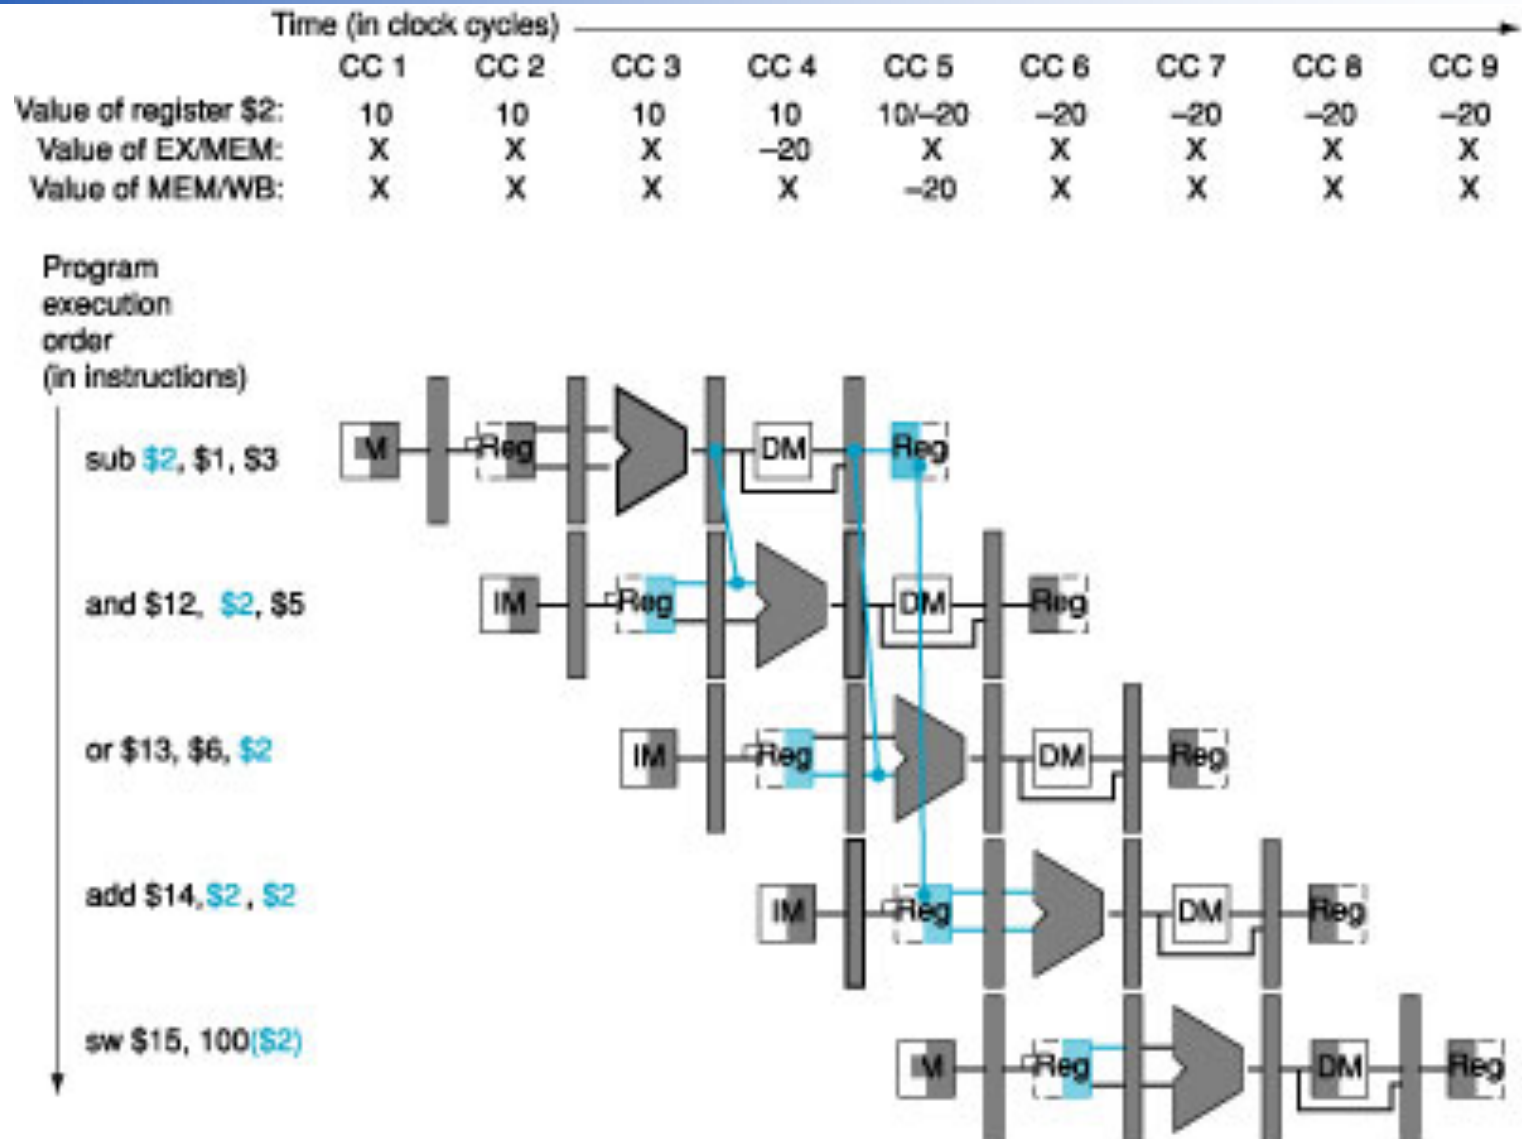 Time (in clock cycles)
CC 1 CC 2 CC 3 CC 4 CC 5 CC 6 CC 7 CC 8 CC 9
Value of register $2: 10 10 10 10 10/–20 –20 –20 –20 –20
Value of EX/MEM: X X X –20 X X X X X
Value of MEM/WB: X X X X –20 X X X X
Program
execution
order
(in instructions)
sub $2, $1, $3
M Reg DM Reg
and $12, $2, $5
IM Reg DM Reg
or $13, $6, $2
IM Reg DM Reg
add $14,$2, $2
IM Reg DM Reg
sw $15, 100($2)
M Reg DM Reg